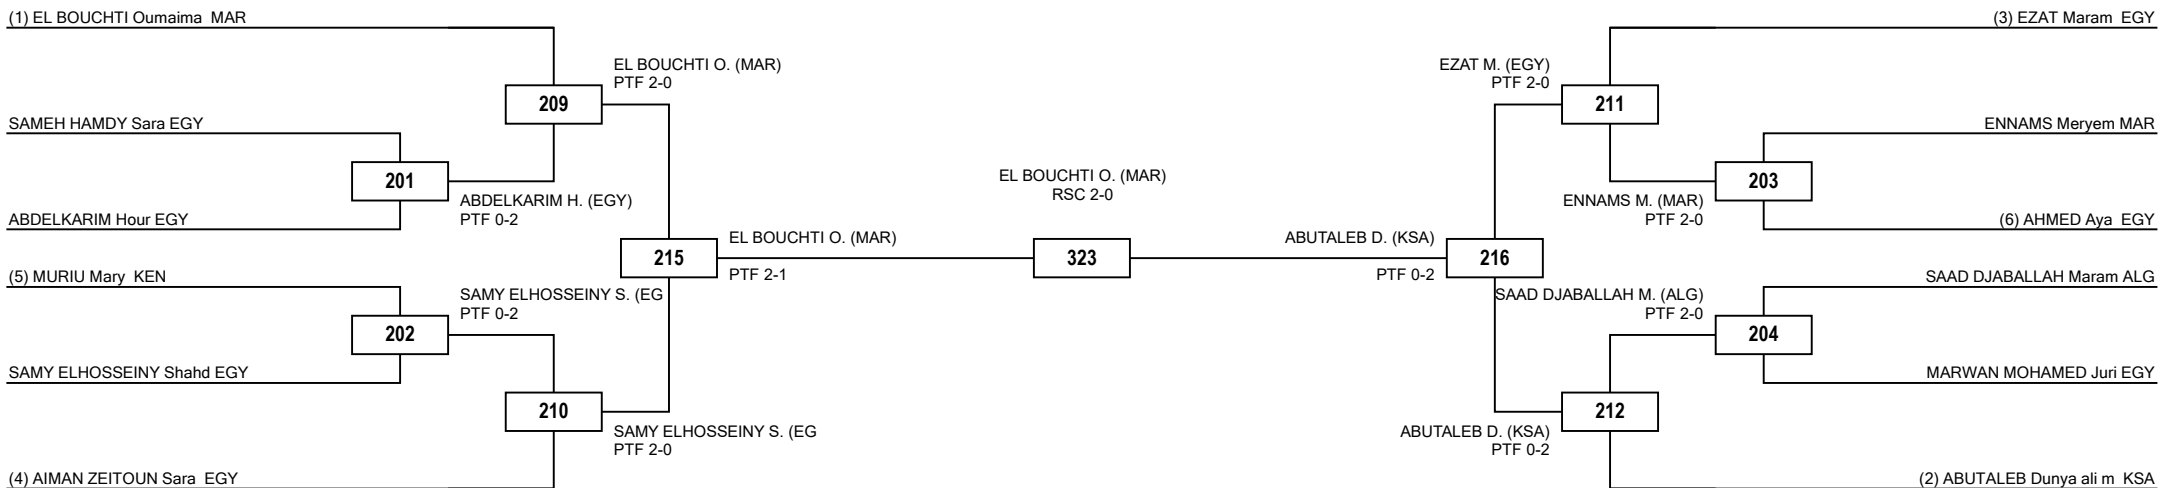 (1) EL BOUCHTI Oumaima MAR
(3) EZAT Maram EGY
EL BOUCHTI O. (MAR)
PTF 2-0
EZAT M. (EGY)
PTF 2-0
209
211
SAMEH HAMDY Sara EGY
ENNAMS Meryem MAR
201
EL BOUCHTI O. (MAR)
RSC 2-0
203
ABDELKARIM H. (EGY)
PTF 0-2
ENNAMS M. (MAR)
PTF 2-0
ABDELKARIM Hour EGY
(6) AHMED Aya EGY
215
EL BOUCHTI O. (MAR)
PTF 2-1
323
ABUTALEB D. (KSA)
PTF 0-2
216
(5) MURIU Mary KEN
SAAD DJABALLAH Maram ALG
SAMY ELHOSSEINY S. (EG
PTF 0-2
SAAD DJABALLAH M. (ALG)
PTF 2-0
202
204
SAMY ELHOSSEINY Shahd EGY
MARWAN MOHAMED Juri EGY
210
212
SAMY ELHOSSEINY S. (EG
PTF 2-0
ABUTALEB D. (KSA)
PTF 0-2
(4) AIMAN ZEITOUN Sara EGY
(2) ABUTALEB Dunya ali m KSA